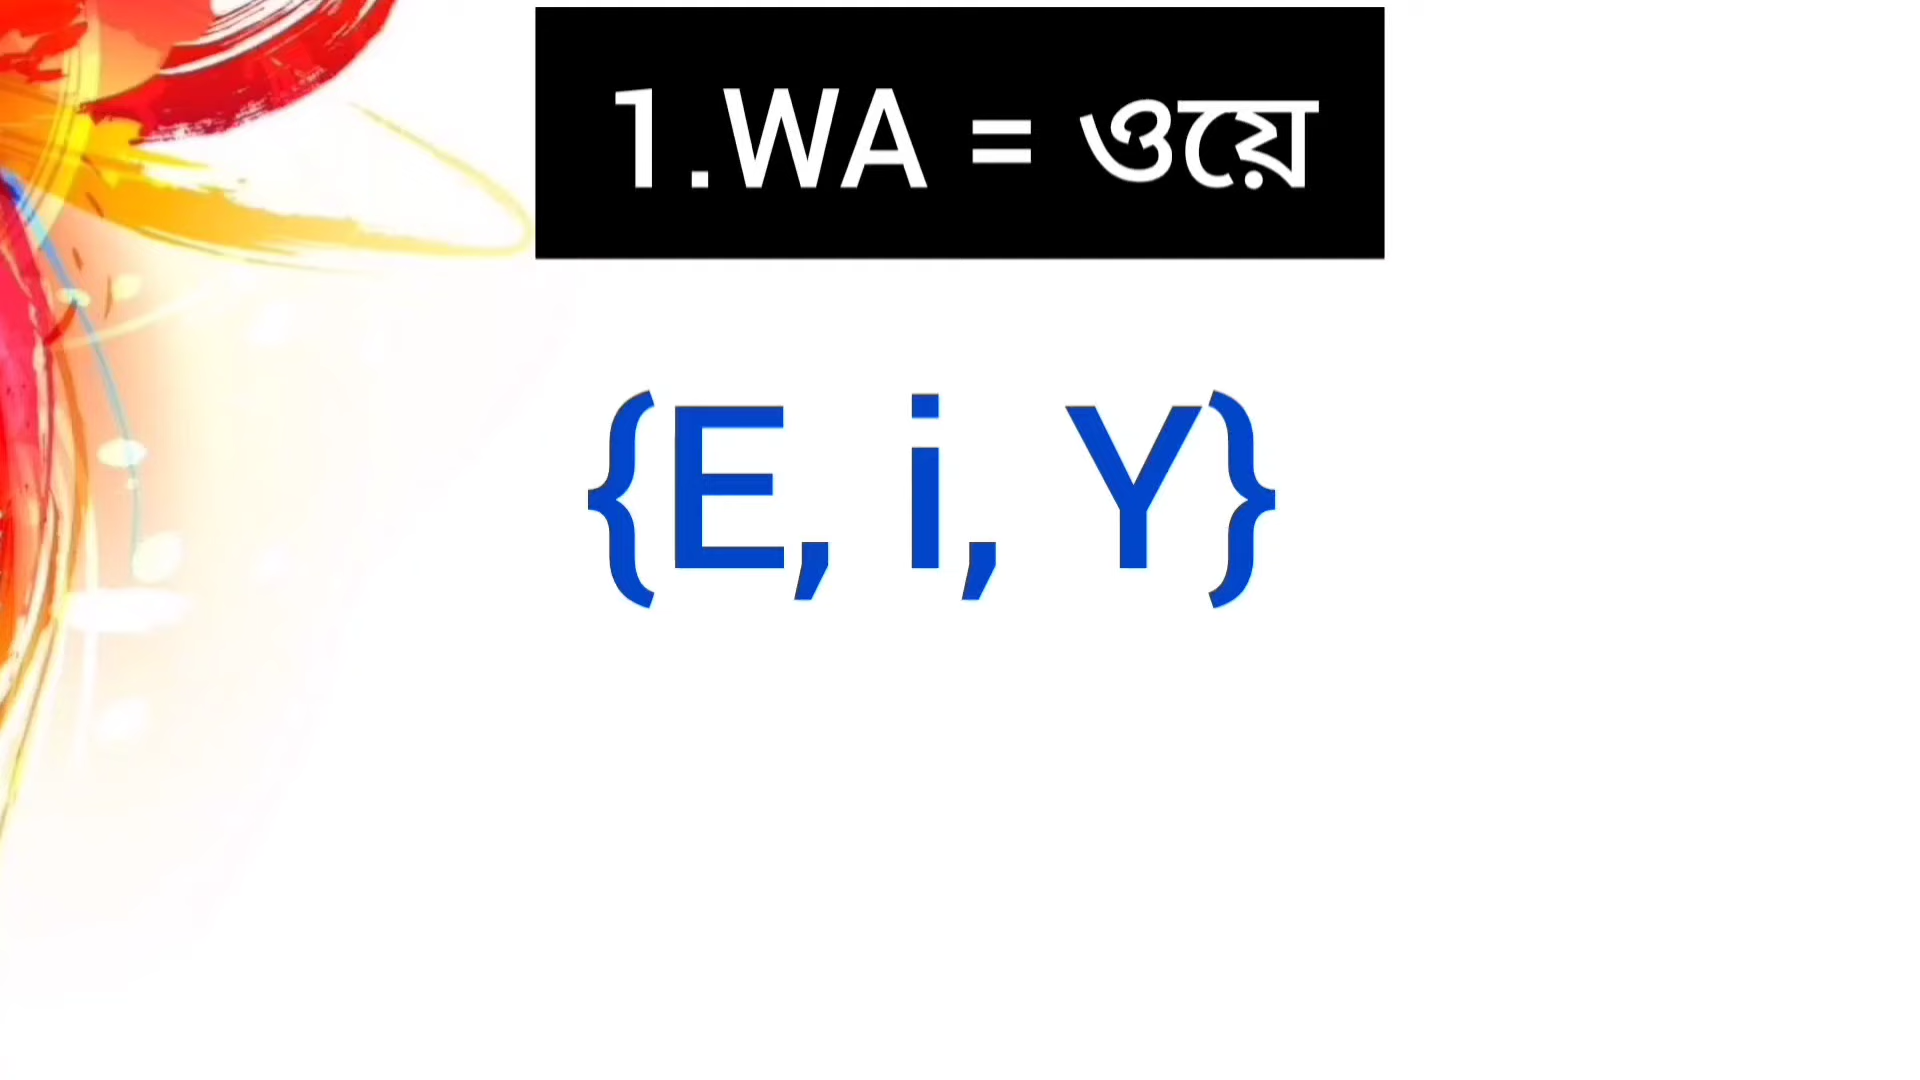 1.WA = ওয়ে
{E, i, Y}